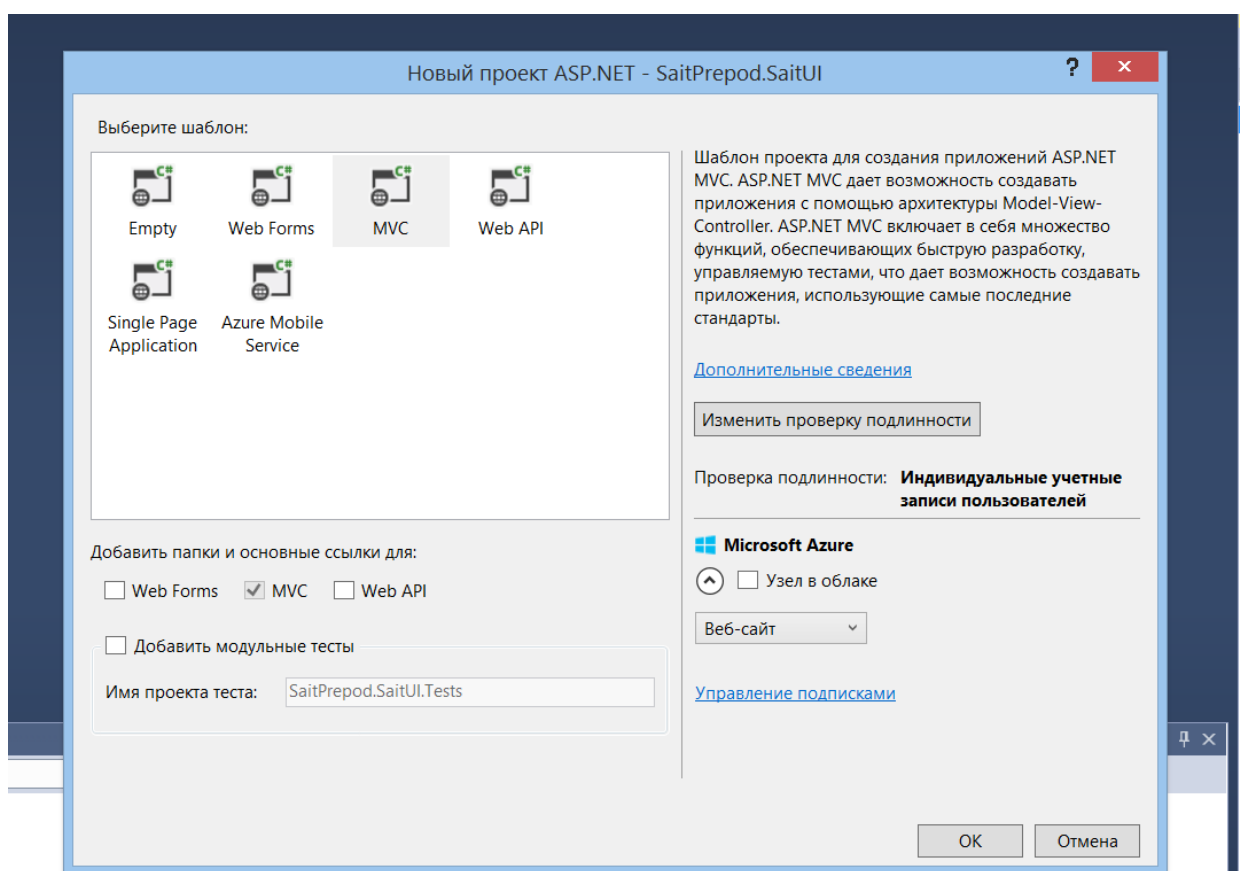 Новый проект ASP.NET - SaitPrepod.SaitUI
?
Выберите шаблон:
C# C# C# C#
Empty Web Forms MVC Web API
C# C#
Single Page Application
Azure Mobile Service
Добавить папки и основные ссылки для:
Web Forms MVC Web API
Добавить модульные тесты
Имя проекта теста: SaitPrepod.SaitUI.Tests
Шаблон проекта для создания приложений ASP.NET
MVC. ASP.NET MVC дает возможность создавать
приложения с помощью архитектуры Model-View-
Controller. ASP.NET MVC включает в себя множество
функций, обеспечивающих быструю разработку,
управляемую тестами, что дает возможность создавать
приложения, использующие самые последние
стандарты.
Дополнительные сведения
Изменить проверку подлинности
Проверка подлинности: Индивидуальные учетные
записи пользователей
Microsoft Azure
Узел в облаке
Веб-сайт
Управление подписками
OK Отмена